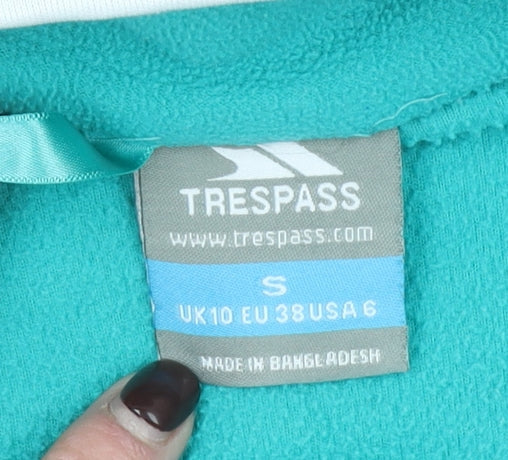 TRESPASS
www.trespass.com
S
UK10 EU 38 USA 6
MADE IN BANGLADESH